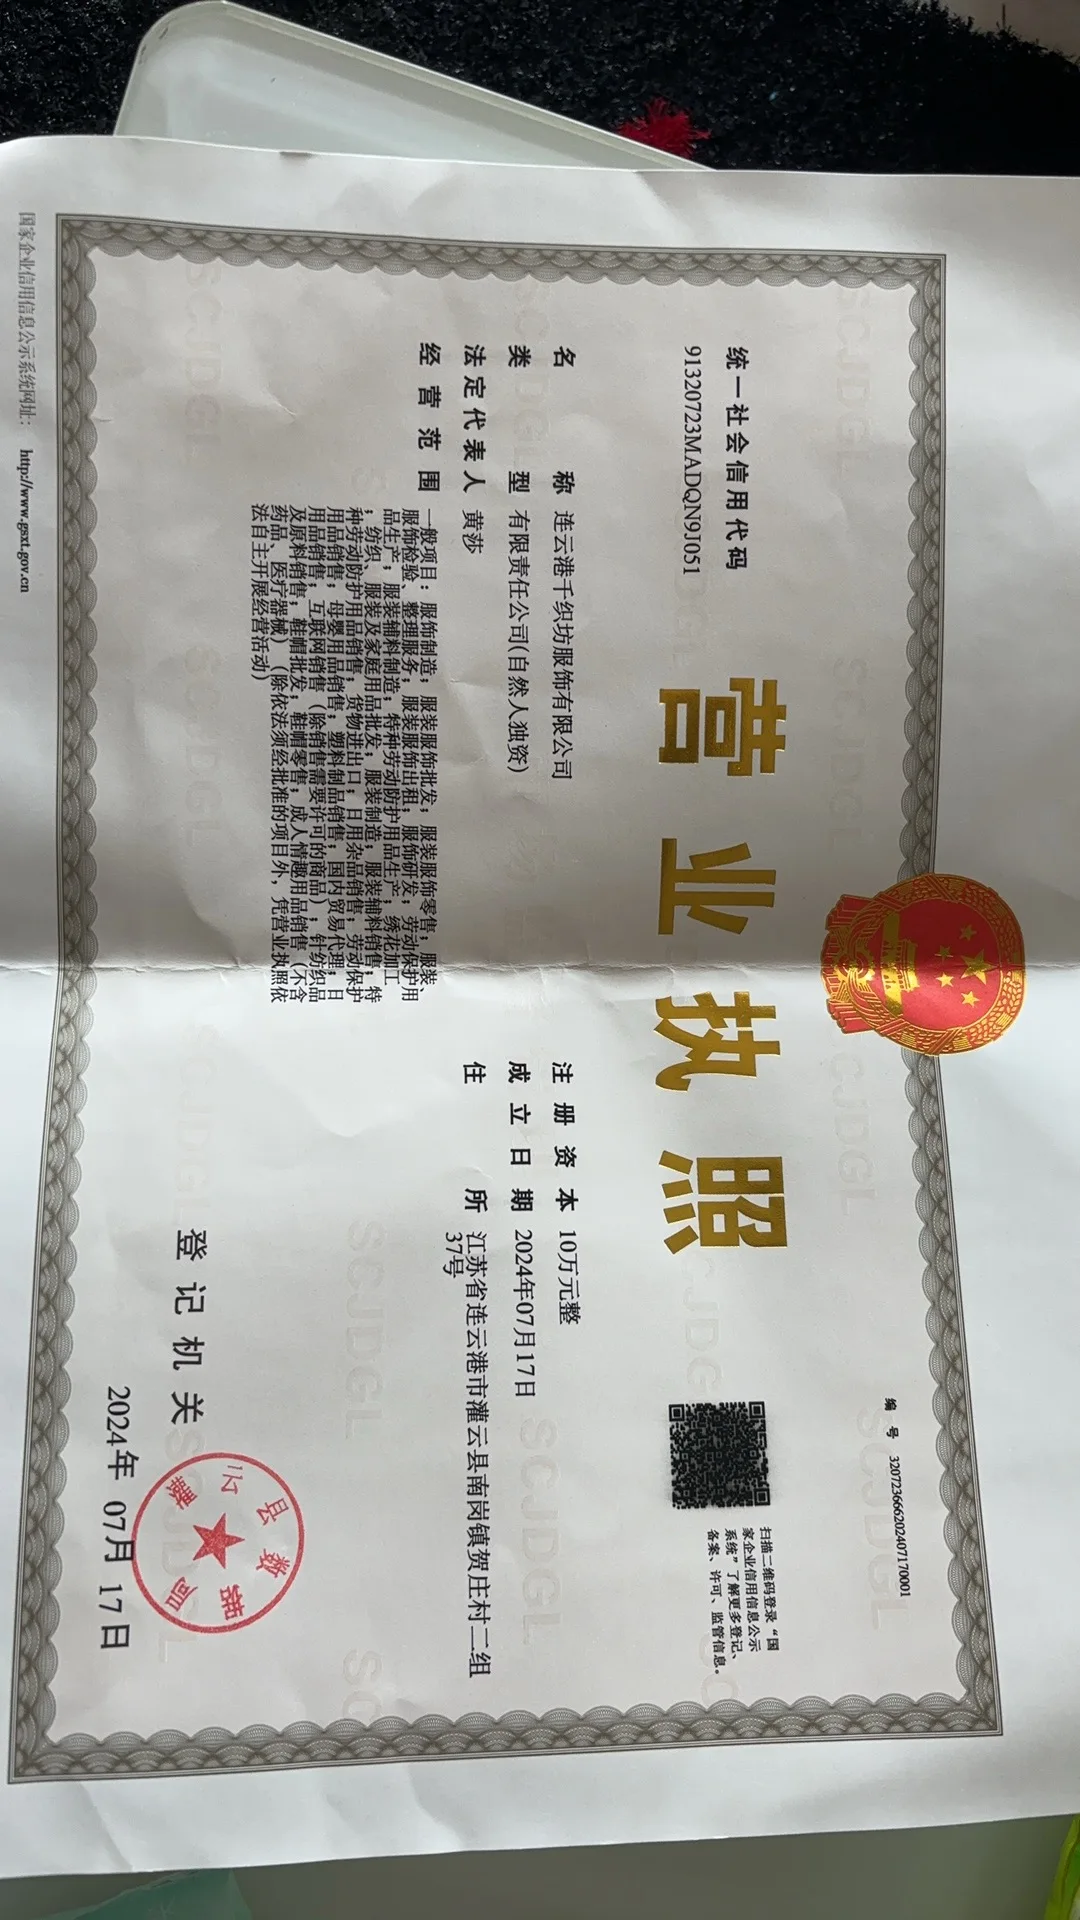 编号 320723666202407170001
统一社会信用代码
91320723MADQN9J051
营业执照
扫描二维码登录“国
家企业信用信息公示
系统”了解更多登记、
备案、许可、监管信息。
名称 连云港千织坊服饰有限公司
类型 有限责任公司(自然人独资)
法定代表人 黄莎
经营范围 一般项目：服饰制造；服装服饰批发；服装服饰零售；服装、
服饰检验、整理服务；服装服饰出租；服饰研发；劳动保护用
品生产；服装辅料制造；特种劳动防护用品生产；绣花加工
；纺织、服装及家庭用品批发；服装制造；服装辅料销售；特
种劳动防护用品销售；货物进出口；日用杂品销售；劳动保护
用品销售；母婴用品销售；塑料制品销售；国内贸易代理；日
用品销售；互联网销售（除销售需要许可的商品）；针纺织品
及原料销售；鞋帽批发；鞋帽零售；成人情趣用品销售（不含
药品、医疗器械）（除依法须经批准的项目外，凭营业执照依
法自主开展经营活动）
注册资本 10万元整
成立日期 2024年07月17日
住所 江苏省连云港市灌云县南岗镇贺庄村二组
37号
登记机关
灌云县数据局
2024年 07月 17日
国家企业信用信息公示系统网址： http://www.gsxt.gov.cn